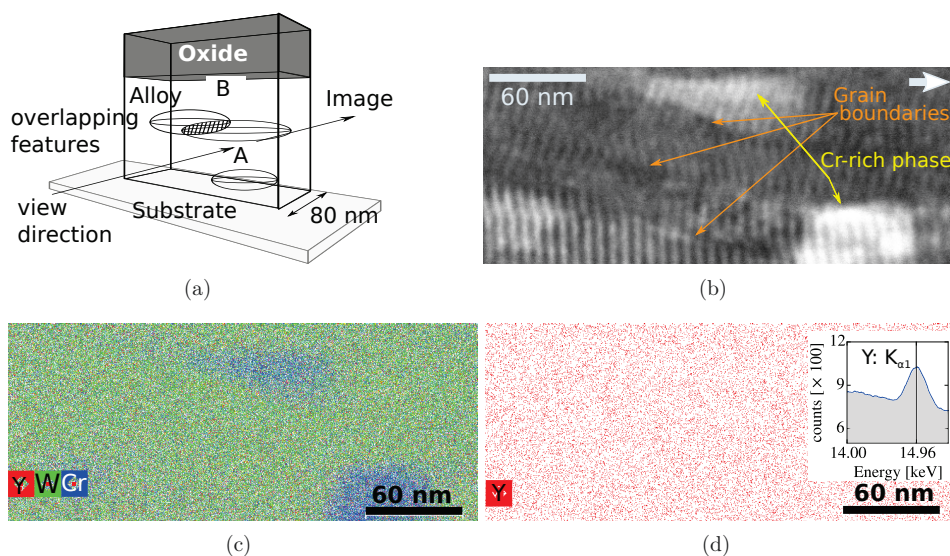 Oxide
B
Alloy
Image
overlapping
features
A
view
direction
Substrate
80 nm
(a)
60 nm
Grain
boundaries
Cr-rich phase
(b)
Y W Cr
60 nm
(c)
Y: Kα1
12
9
6
counts [× 100]
14.00 14.96
Energy [keV]
Y
60 nm
(d)